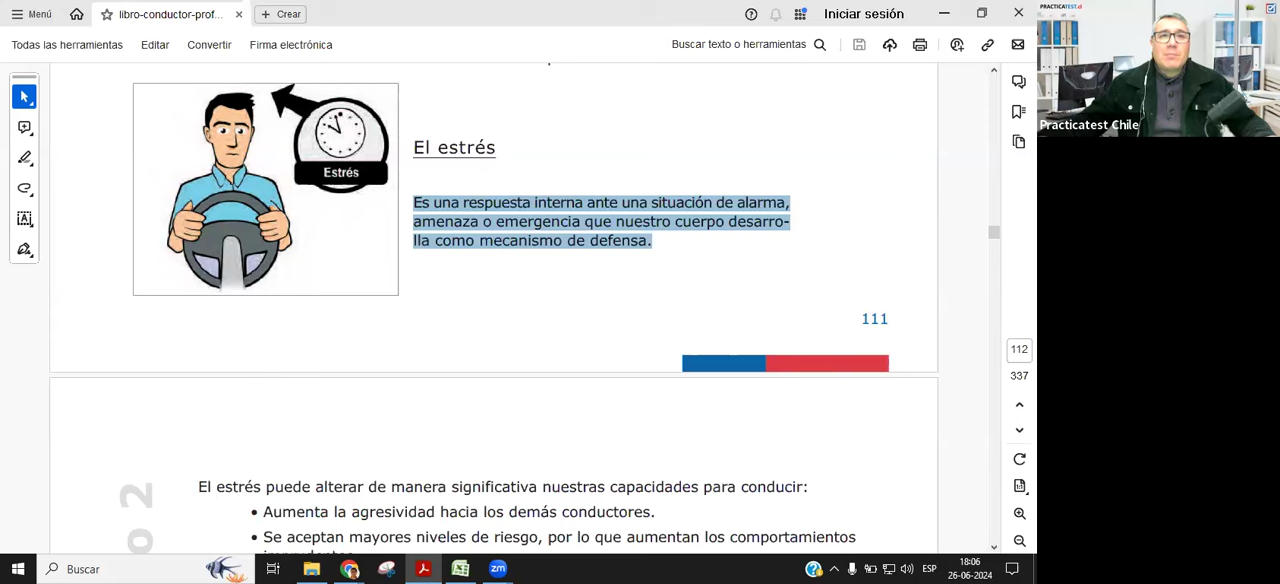 Menú
libro-conductor-prof...
Crear
Iniciar sesión
Todas las herramientas
Editar
Convertir
Firma electrónica
Buscar texto o herramientas
PRACTICATEST.cl
Practicatest Chile
Estrés
El estrés
Es una respuesta interna ante una situación de alarma,
amenaza o emergencia que nuestro cuerpo desarro-
lla como mecanismo de defensa.
111
112
337
El estrés puede alterar de manera significativa nuestras capacidades para conducir:
• Aumenta la agresividad hacia los demás conductores.
• Se aceptan mayores niveles de riesgo, por lo que aumentan los comportamientos
o 2
Buscar
zm
ESP
18:06
26-06-2024